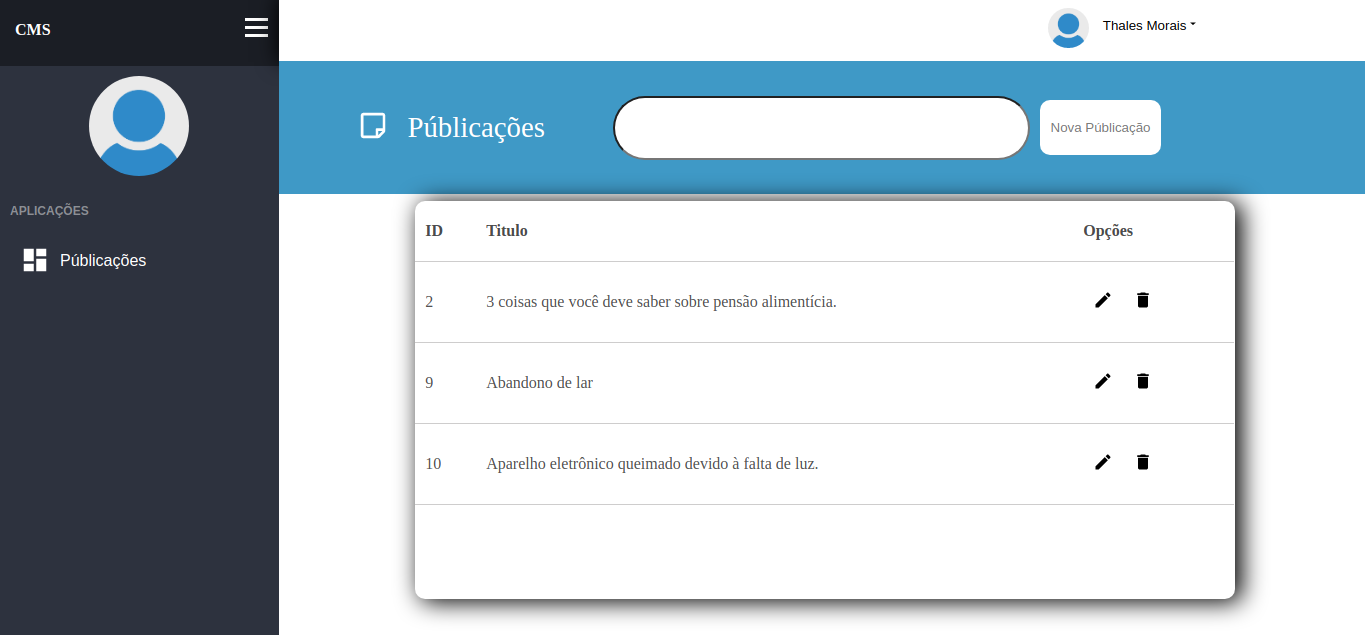 CMS
Thales Morais
Públicações
Nova Públicação
APLICAÇÕES
Públicações
ID Titulo Opções
2 3 coisas que você deve saber sobre pensão alimentícia.
9 Abandono de lar
10 Aparelho eletrônico queimado devido à falta de luz.